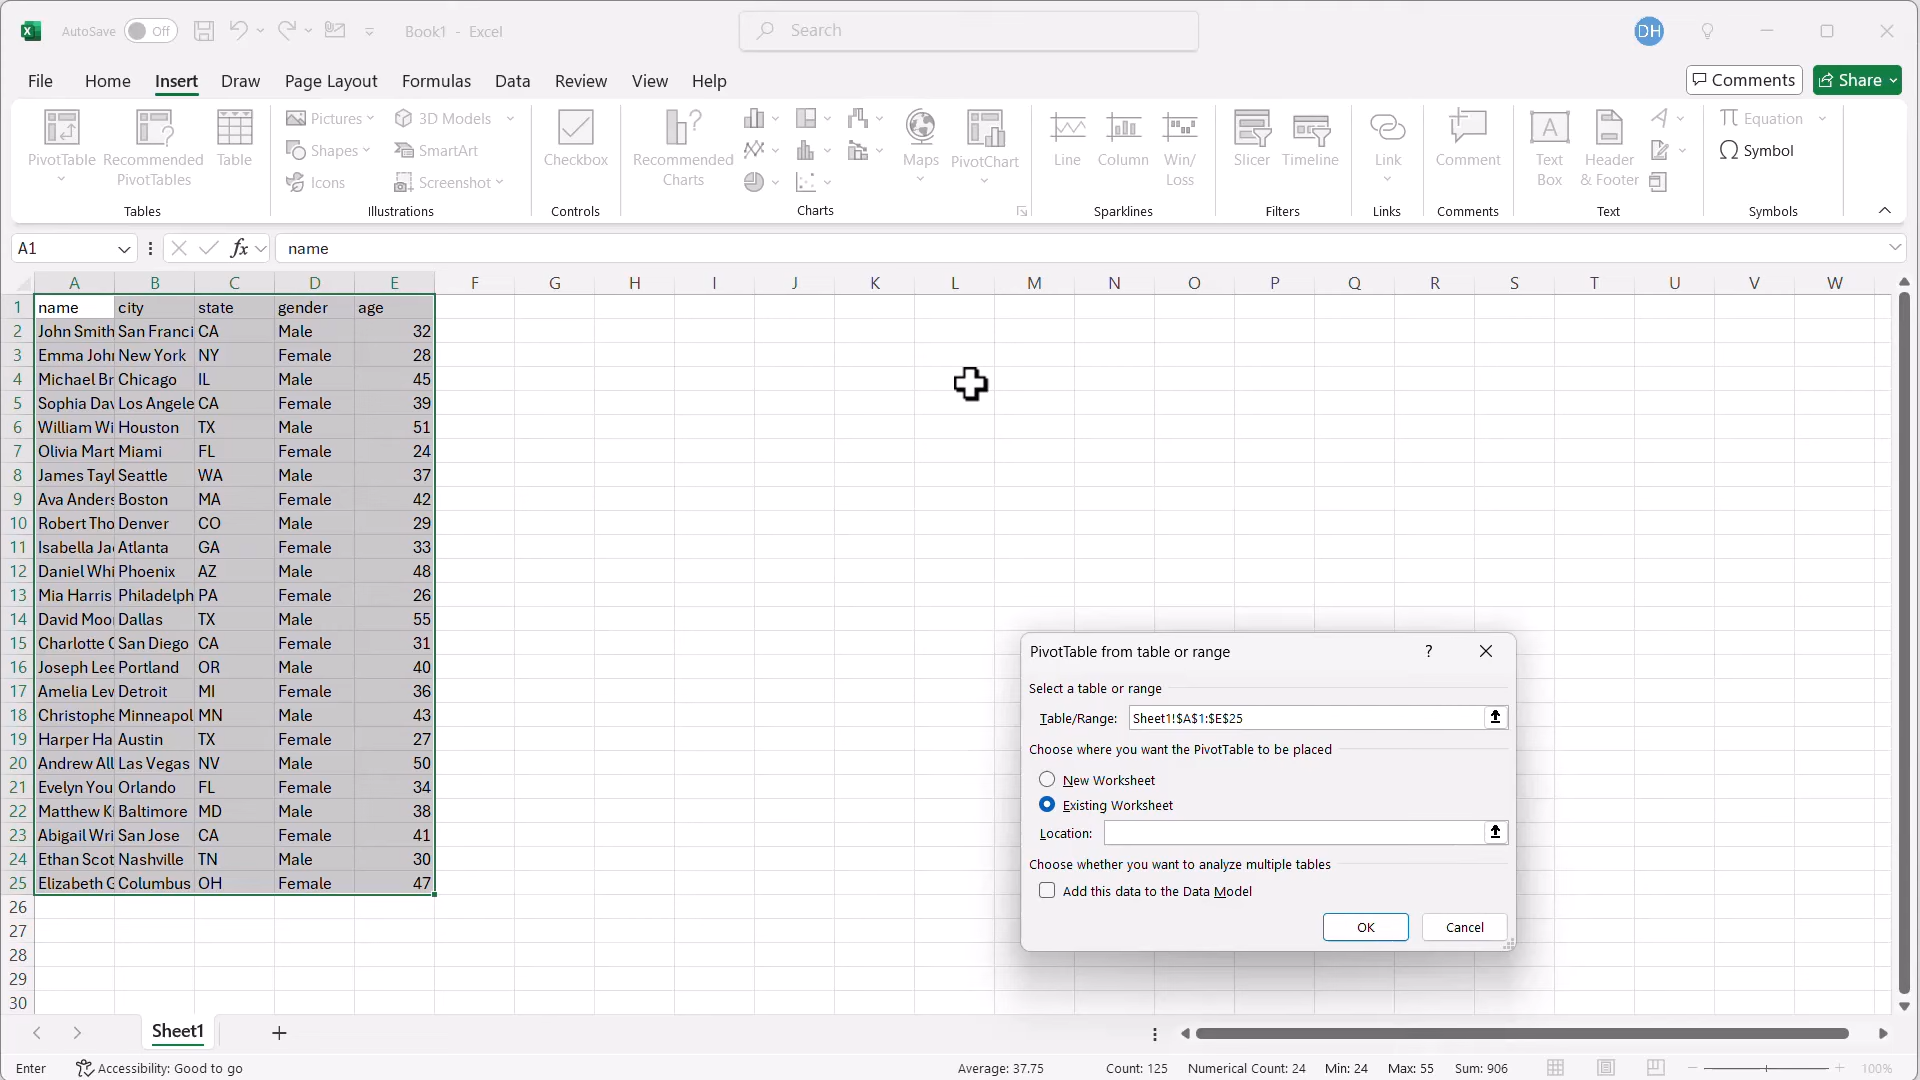 AutoSave Off Book1 - Excel Search DH
File Home Insert Draw Page Layout Formulas Data Review View Help Comments Share
PivotTable Recommended PivotTables Table
Tables
Pictures Shapes Icons 3D Models SmartArt Screenshot
Illustrations
Checkbox
Controls
Recommended Charts Maps PivotChart
Charts
Line Column Win/Loss
Sparklines
Slicer Timeline
Filters
Link
Links
Comment
Comments
Text Box Header & Footer
Text
Equation Symbol
Symbols
A1 fx name
A B C D E F G H I J K L M N O P Q R S T U V W
1 name city state gender age
2 John Smith San Franci CA Male 32
3 Emma Joh New York NY Female 28
4 Michael Br Chicago IL Male 45
5 Sophia Dav Los Angele CA Female 39
6 William Wi Houston TX Male 51
7 Olivia Mart Miami FL Female 24
8 James Tayl Seattle WA Male 37
9 Ava Anders Boston MA Female 42
10 Robert Tho Denver CO Male 29
11 Isabella Ja Atlanta GA Female 33
12 Daniel Whi Phoenix AZ Male 48
13 Mia Harris Philadelph PA Female 26
14 David Moo Dallas TX Male 55
15 Charlotte C San Diego CA Female 31
16 Joseph Lee Portland OR Male 40
17 Amelia Lew Detroit MI Female 36
18 Christophe Minneapol MN Male 43
19 Harper Ha Austin TX Female 27
20 Andrew All Las Vegas NV Male 50
21 Evelyn You Orlando FL Female 34
22 Matthew Ki Baltimore MD Male 38
23 Abigail Wri San Jose CA Female 41
24 Ethan Scot Nashville TN Male 30
25 Elizabeth G Columbus OH Female 47
26
27
28
29
30
PivotTable from table or range ?
Select a table or range
Table/Range: Sheet1!$A$1:$E$25
Choose where you want the PivotTable to be placed
New Worksheet
Existing Worksheet
Location:
Choose whether you want to analyze multiple tables
Add this data to the Data Model
OK Cancel
Sheet1
Enter Accessibility: Good to go Average: 37.75 Count: 125 Numerical Count: 24 Min: 24 Max: 55 Sum: 906 100%